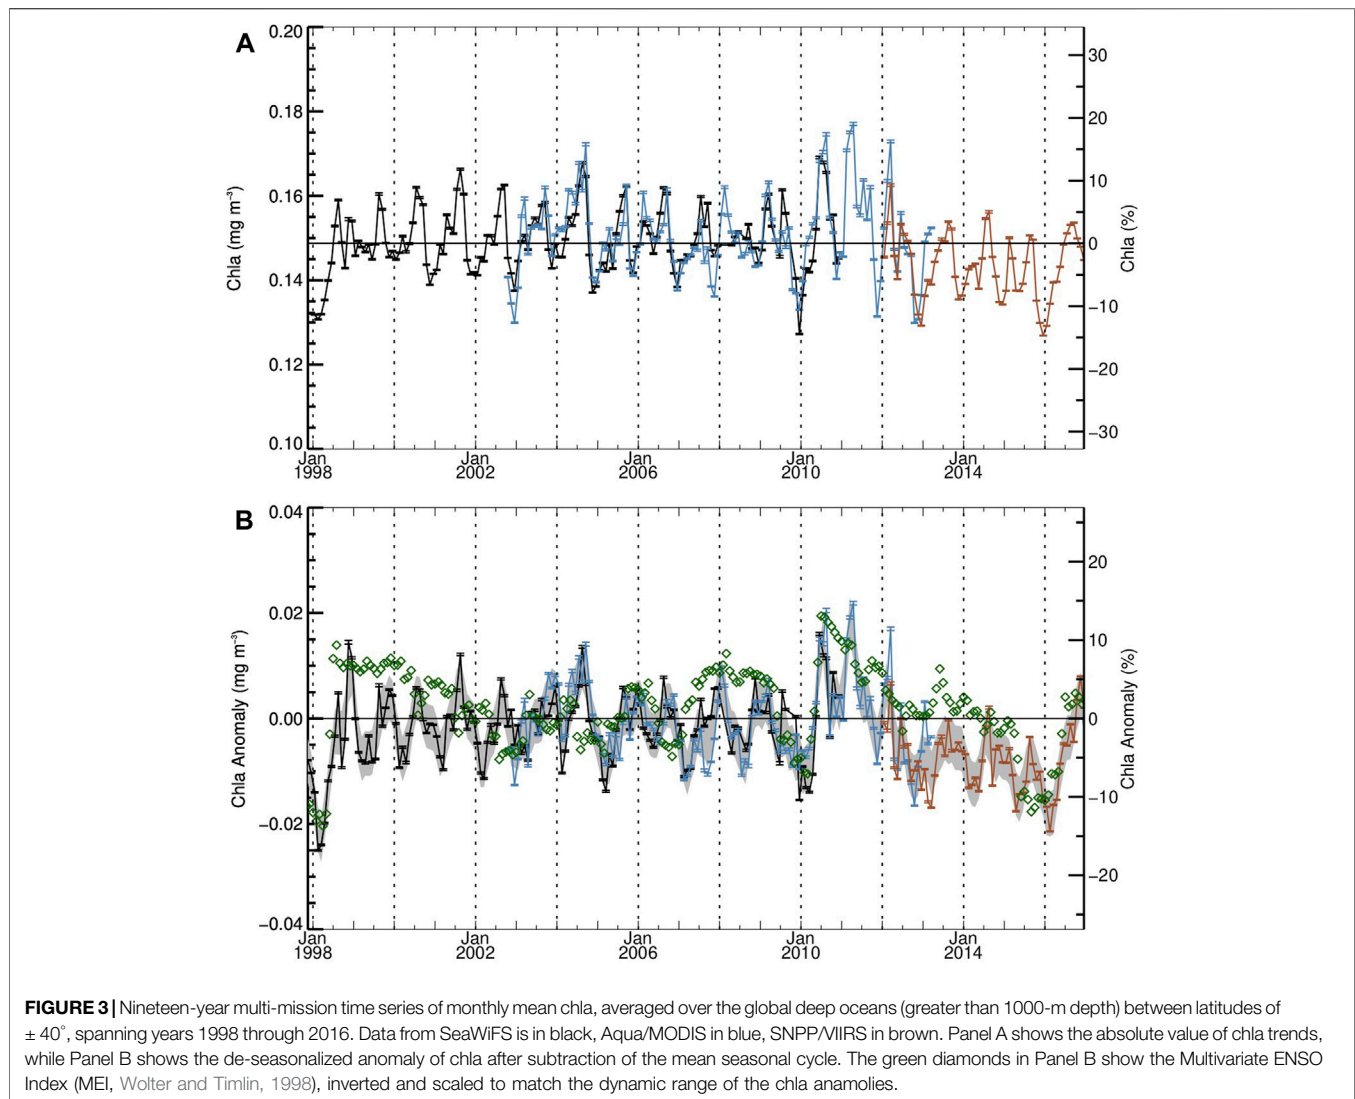 A
0.20
0.18
0.16
0.14
0.12
0.10
Chla (mg m⁻³)
30
20
10
0
−10
−20
−30
Chla (%)
Jan Jan Jan Jan Jan
1998 2002 2006 2010 2014
B
0.04
0.02
0.00
−0.02
−0.04
Chla Anomaly (mg m⁻³)
20
10
0
−10
−20
Chla Anomaly (%)
Jan Jan Jan Jan Jan
1998 2002 2006 2010 2014
FIGURE 3 | Nineteen-year multi-mission time series of monthly mean chla, averaged over the global deep oceans (greater than 1000-m depth) between latitudes of
± 40°, spanning years 1998 through 2016. Data from SeaWiFS is in black, Aqua/MODIS in blue, SNPP/VIIRS in brown. Panel A shows the absolute value of chla trends,
while Panel B shows the de-seasonalized anomaly of chla after subtraction of the mean seasonal cycle. The green diamonds in Panel B show the Multivariate ENSO
Index (MEI, Wolter and Timlin, 1998), inverted and scaled to match the dynamic range of the chla anamolies.